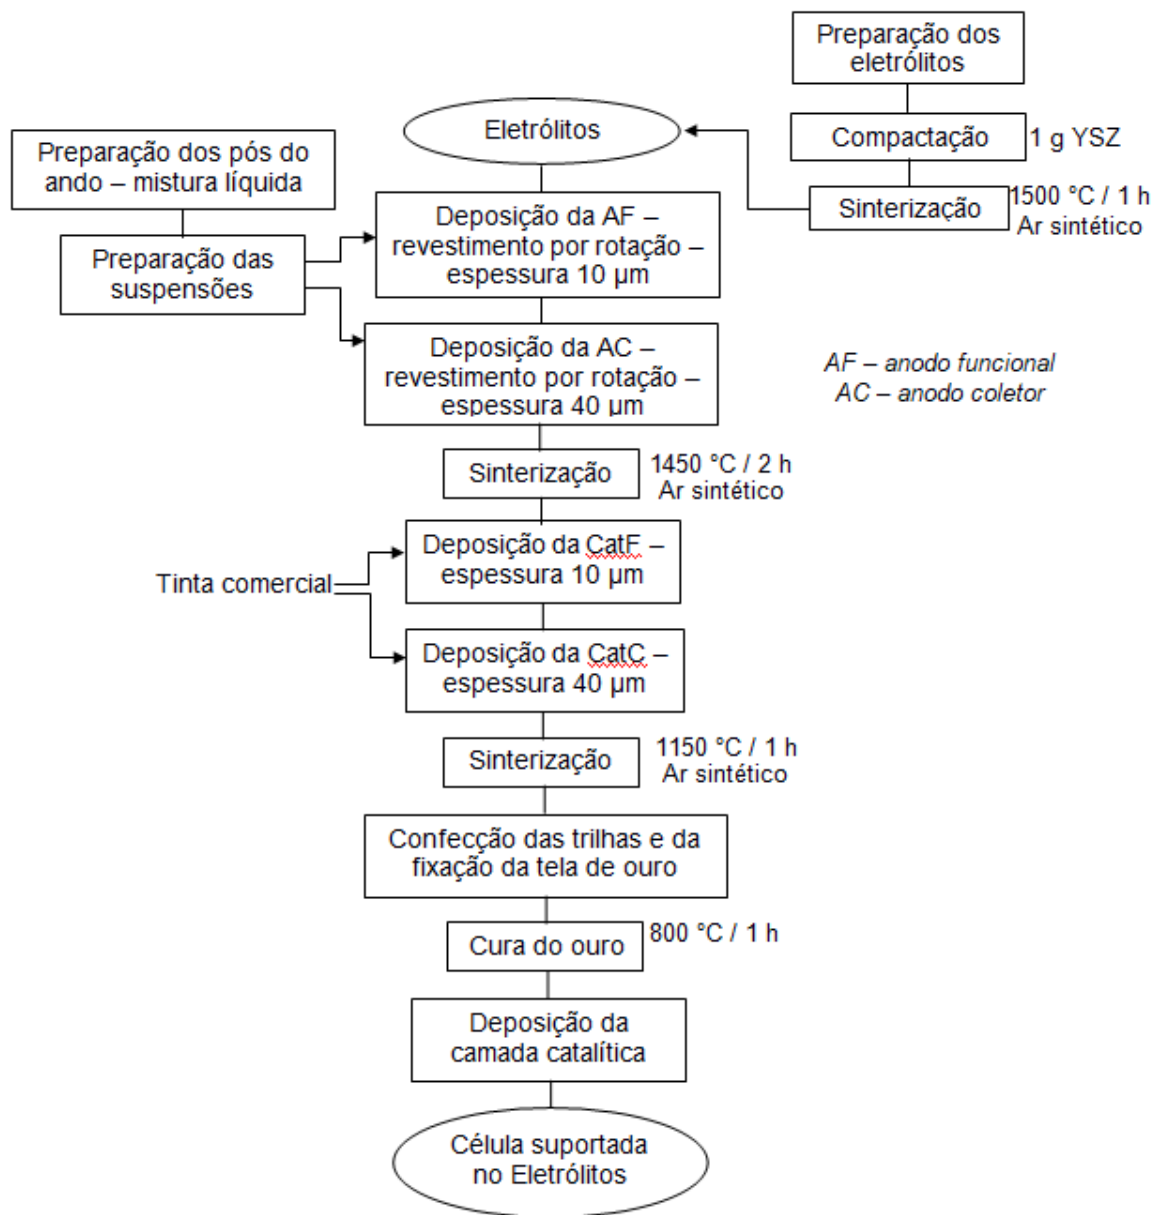 Preparação dos
eletrólitos
Compactação
1 g YSZ
Sinterização
1500 °C / 1 h
Ar sintético
Eletrólitos
Preparação dos pós do
ando – mistura líquida
Preparação das
suspensões
Deposição da AF –
revestimento por rotação –
espessura 10 µm
Deposição da AC –
revestimento por rotação –
espessura 40 µm
AF – anodo funcional
AC – anodo coletor
Sinterização
1450 °C / 2 h
Ar sintético
Deposição da CatF –
espessura 10 µm
Tinta comercial
Deposição da CatC –
espessura 40 µm
Sinterização
1150 °C / 1 h
Ar sintético
Confecção das trilhas e da
fixação da tela de ouro
Cura do ouro
800 °C / 1 h
Deposição da
camada catalítica
Célula suportada
no Eletrólitos